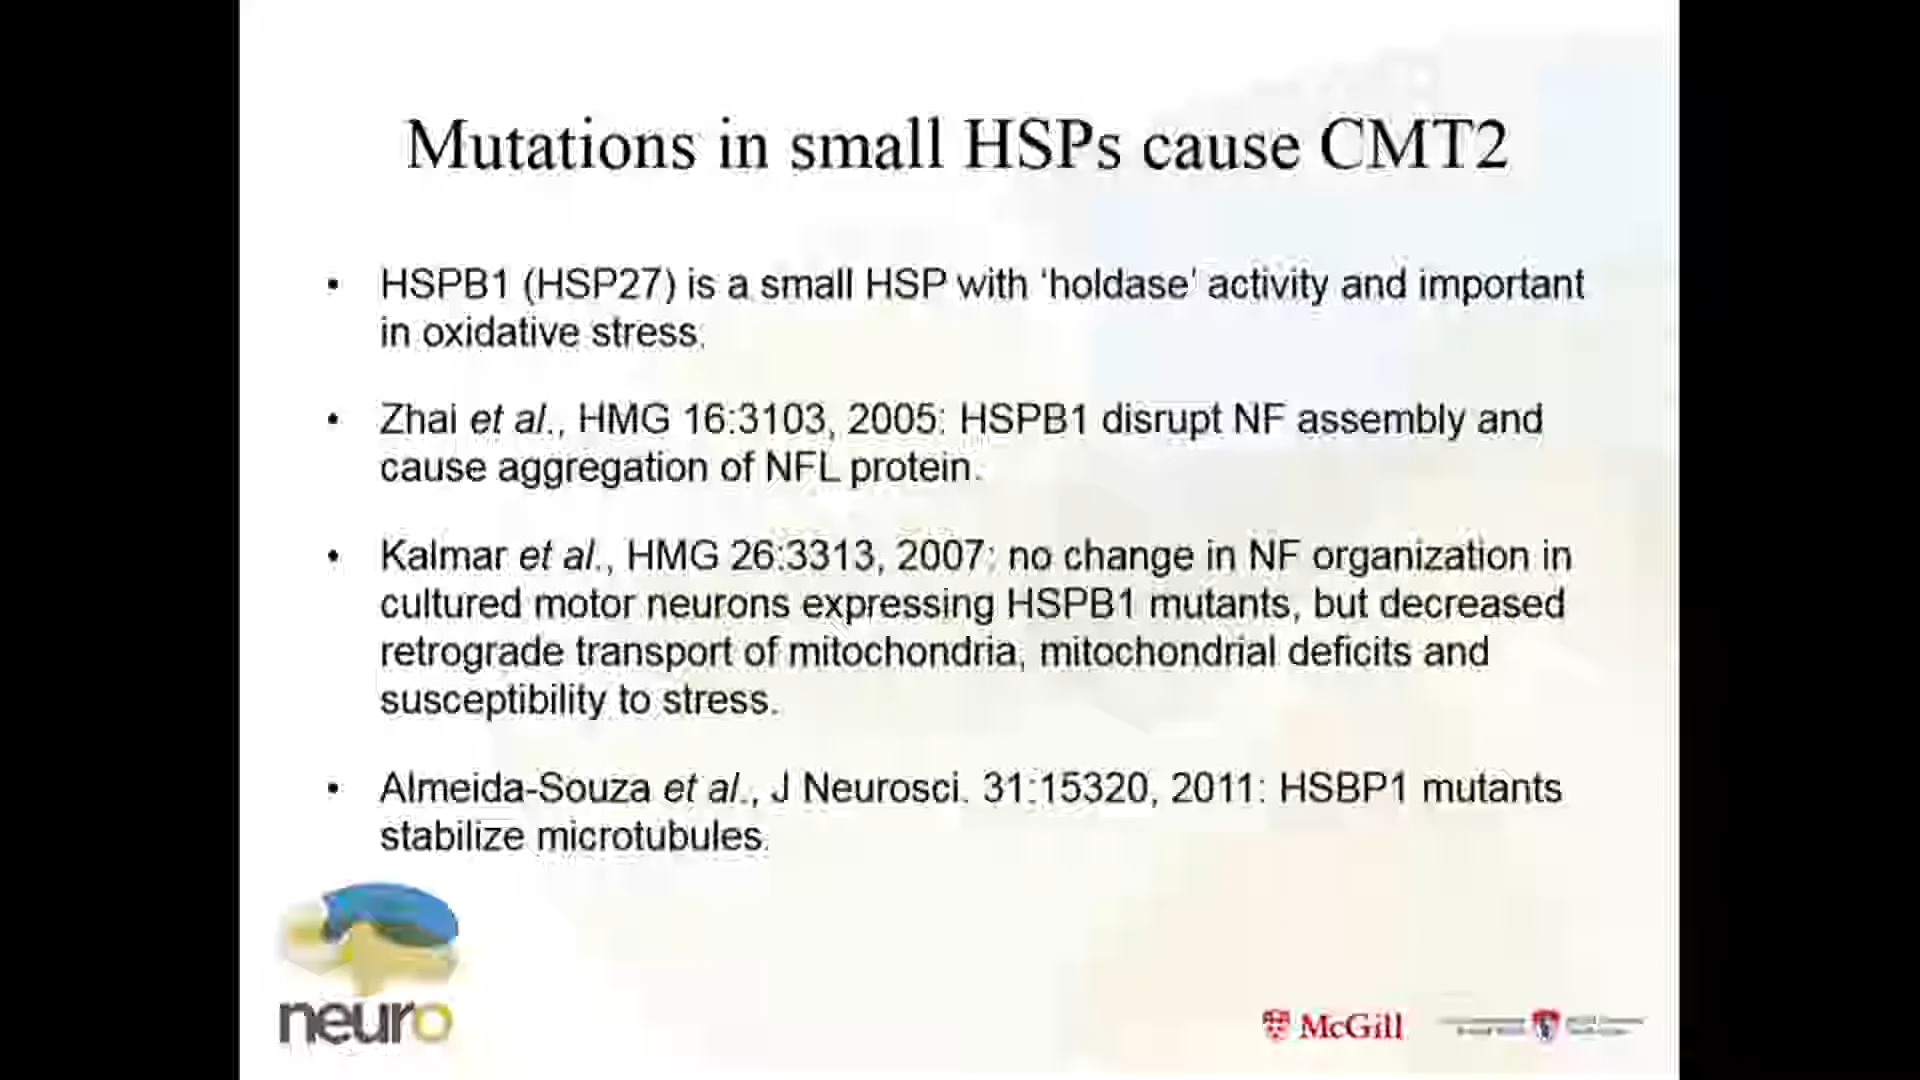 Mutations in small HSPs cause CMT2
• HSPB1 (HSP27) is a small HSP with ‘holdase’ activity and important
in oxidative stress.
• Zhai et al., HMG 16:3103, 2005: HSPB1 disrupt NF assembly and
cause aggregation of NFL protein.
• Kalmar et al., HMG 26:3313, 2007: no change in NF organization in
cultured motor neurons expressing HSPB1 mutants, but decreased
retrograde transport of mitochondria, mitochondrial deficits and
susceptibility to stress.
• Almeida-Souza et al., J Neurosci. 31:15320, 2011: HSBP1 mutants
stabilize microtubules.
neuro
McGill